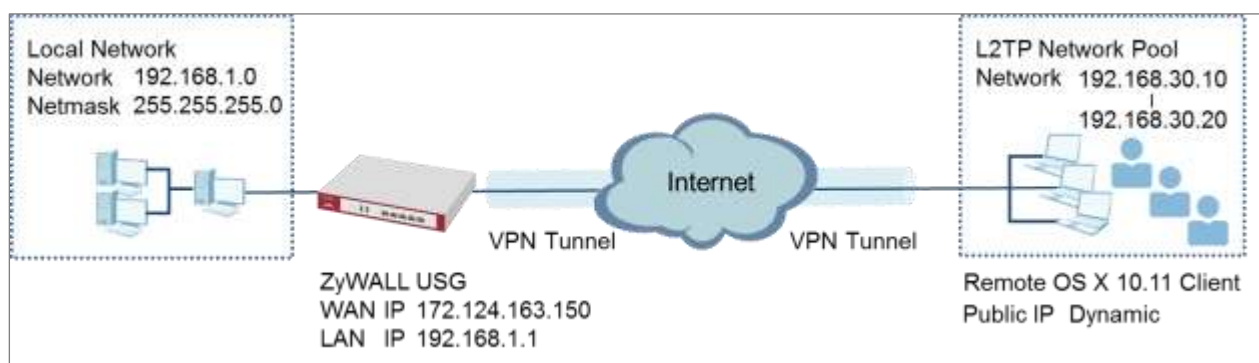 Local Network
Network 192.168.1.0
Netmask 255.255.255.0
L2TP Network Pool
Network 192.168.30.10
192.168.30.20
Internet
VPN Tunnel
VPN Tunnel
ZyWALL USG
WAN IP 172.124.163.150
LAN IP 192.168.1.1
Remote OS X 10.11 Client
Public IP Dynamic